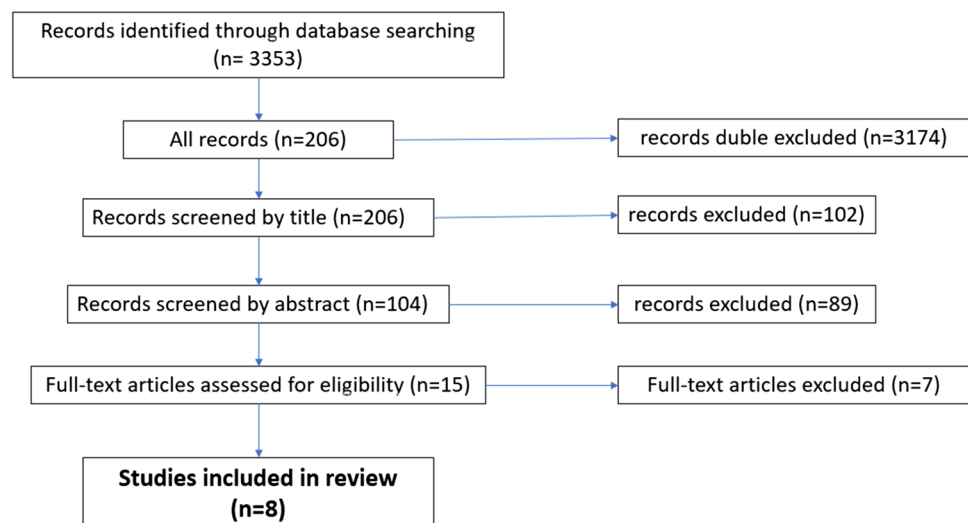 Records identified through database searching
(n= 3353)
All records (n=206)
records duble excluded (n=3174)
Records screened by title (n=206)
records excluded (n=102)
Records screened by abstract (n=104)
records excluded (n=89)
Full-text articles assessed for eligibility (n=15)
Full-text articles excluded (n=7)
Studies included in review
(n=8)